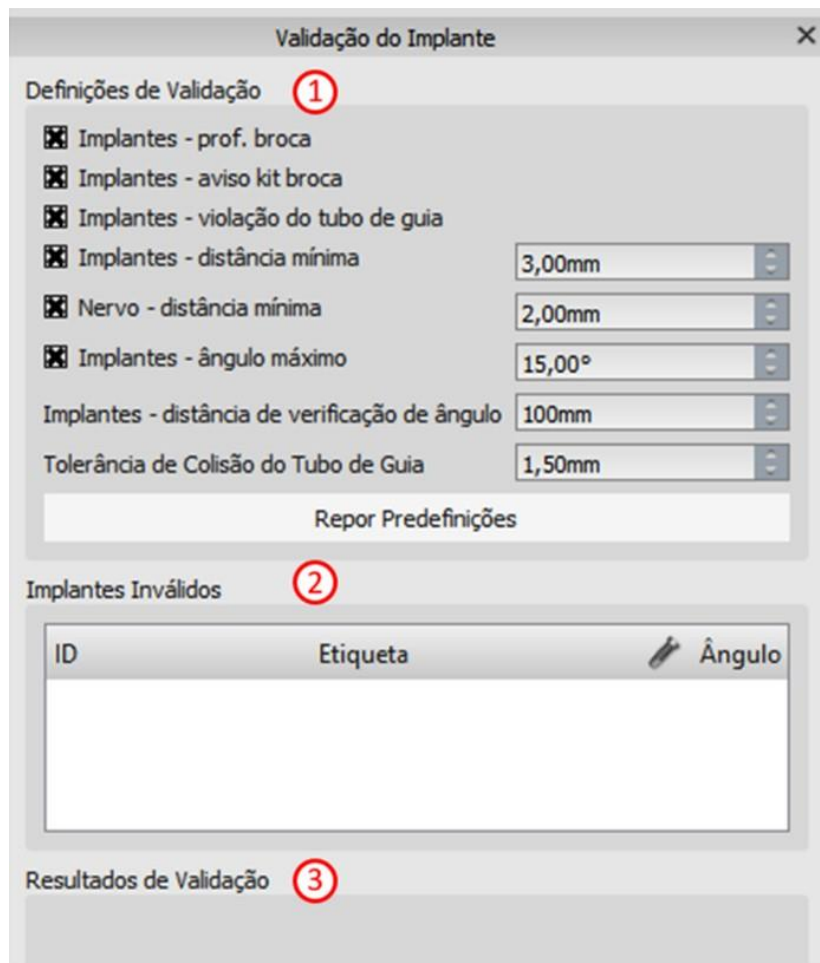 Validação do Implante
Definições de Validação 1
Implantes - prof. broca
Implantes - aviso kit broca
Implantes - violação do tubo de guia
Implantes - distância mínima 3,00mm
Nervo - distância mínima 2,00mm
Implantes - ângulo máximo 15,00°
Implantes - distância de verificação de ângulo 100mm
Tolerância de Colisão do Tubo de Guia 1,50mm
Repor Predefinições
Implantes Inválidos 2
ID Etiqueta Ângulo
Resultados de Validação 3